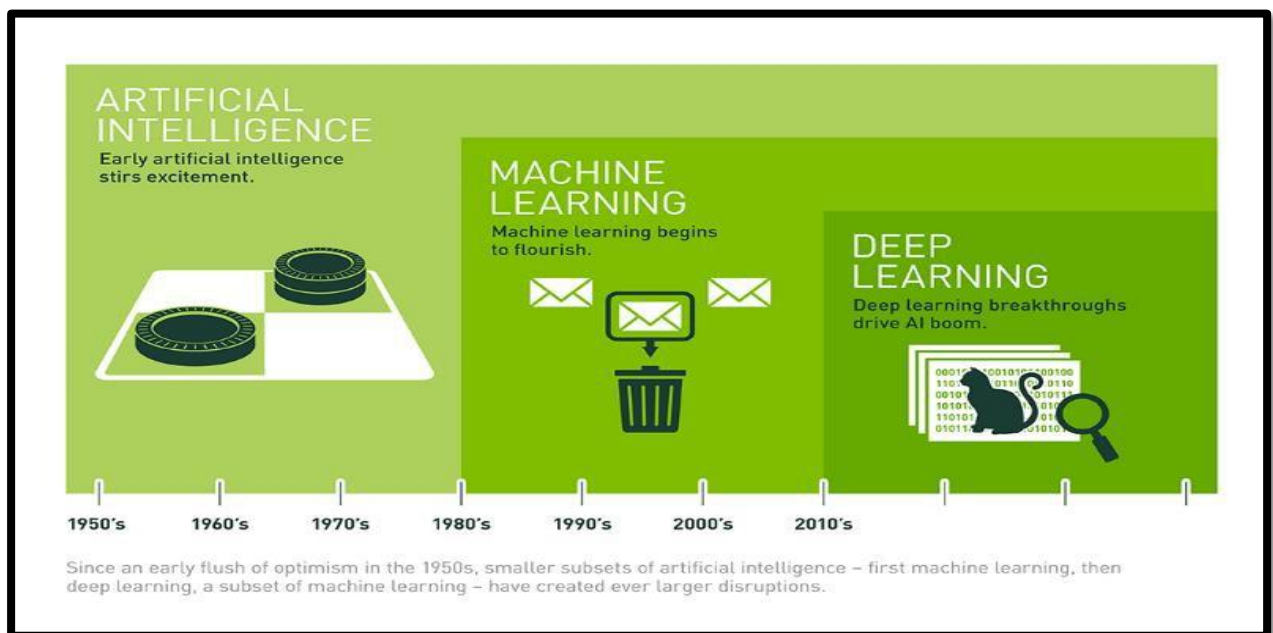 ARTIFICIAL
INTELLIGENCE
Early artificial intelligence
stirs excitement.
MACHINE
LEARNING
Machine learning begins
to flourish.
DEEP
LEARNING
Deep learning breakthroughs
drive AI boom.
1950's 1960's 1970's 1980's 1990's 2000's 2010's
Since an early flush of optimism in the 1950s, smaller subsets of artificial intelligence – first machine learning, then
deep learning, a subset of machine learning – have created ever larger disruptions.